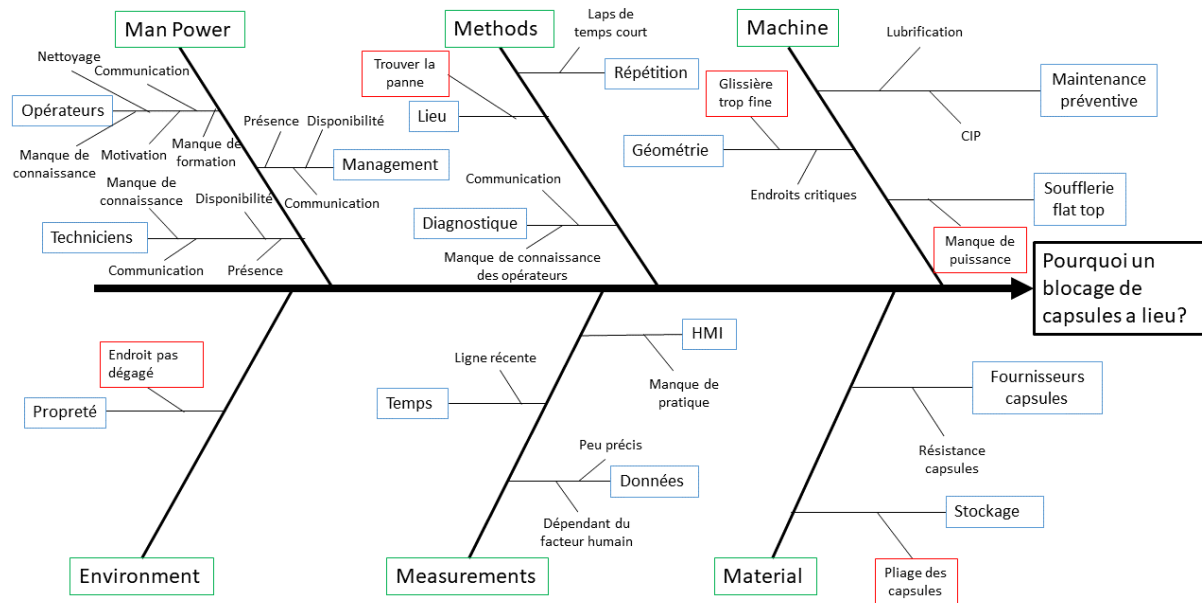 Man Power
Nettoyage
Communication
Opérateurs
Manque de
connaissance
Motivation
Manque de
formation
Présence
Disponibilité
Management
Communication
Manque de
connaissance
Disponibilité
Techniciens
Communication
Présence
Methods
Laps de
temps court
Trouver la
panne
Répétition
Lieu
Communication
Diagnostique
Manque de connaissance
des opérateurs
Machine
Lubrification
Glissière
trop fine
Maintenance
préventive
CIP
Géométrie
Endroits critiques
Soufflerie
flat top
Manque de
puissance
Pourquoi un
blocage de
capsules a lieu?
Endroit pas
dégagé
Propreté
Environment
HMI
Ligne récente
Manque de
pratique
Temps
Peu précis
Données
Dépendant du
facteur humain
Measurements
Fournisseurs
capsules
Résistance
capsules
Stockage
Pliage des
capsules
Material